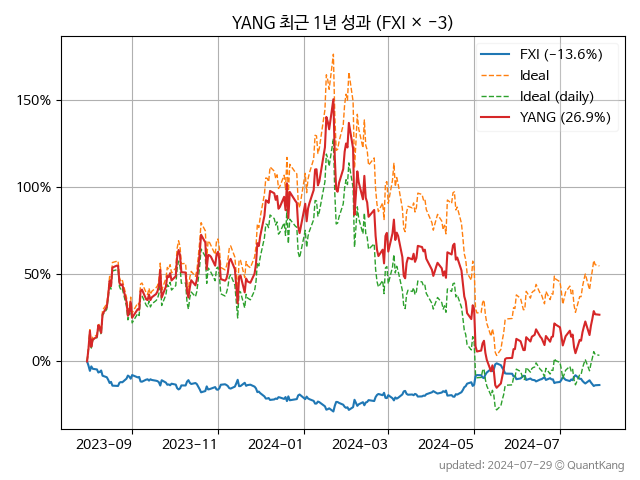 YANG 최근 1년 성과 (FXI × -3)
FXI (-13.6%)
Ideal
Ideal (daily)
YANG (26.9%)
150%
100%
50%
0%
2023-09 2023-11 2024-01 2024-03 2024-05 2024-07
updated: 2024-07-29 © QuantKang